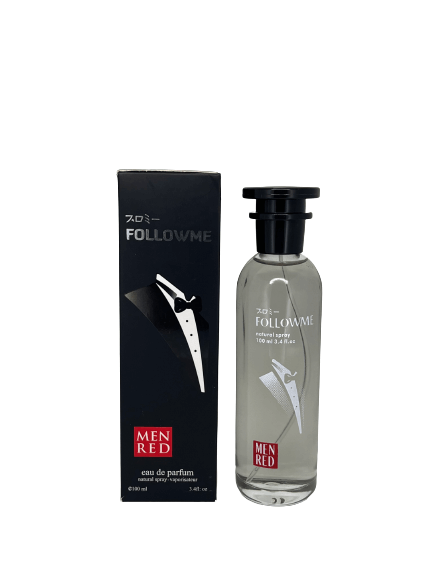 フロミー
FOLLOWME
MEN
RED
eau de parfum
natural spray-vaporisateur
℮100 ml 3.4fl: oz
フロミー
FOLLOWME
natural spray
100 ml 3.4 fl.oz
MEN
RED